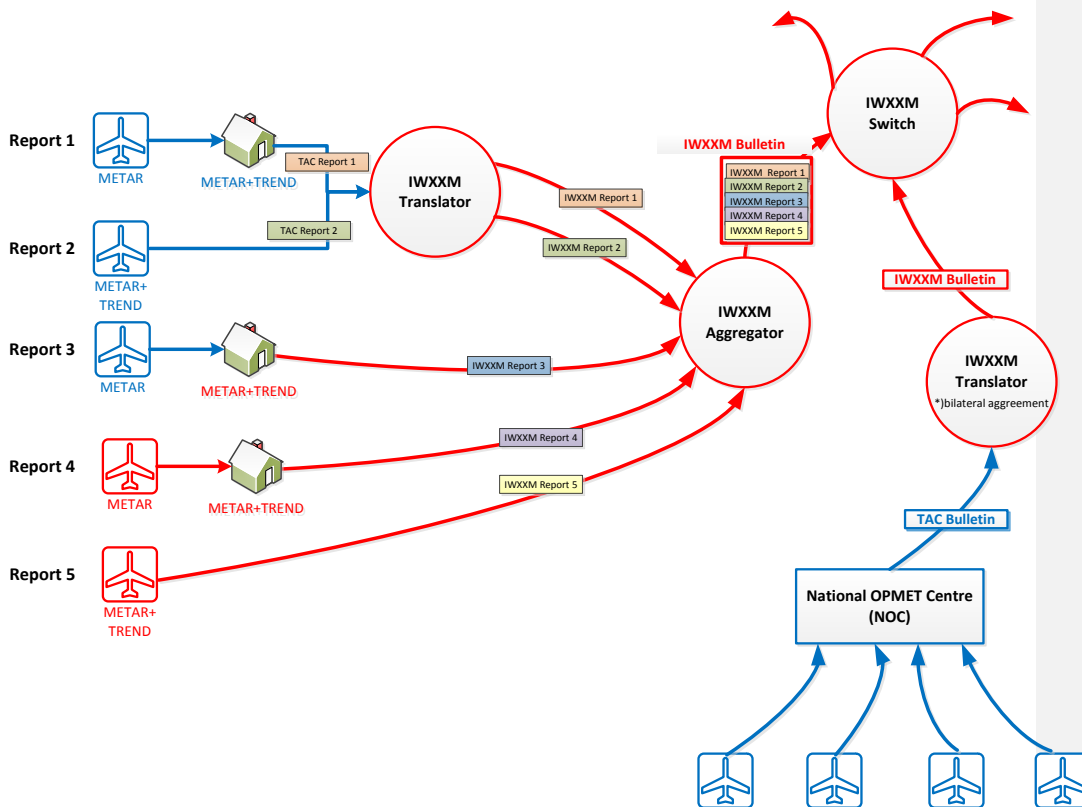 IWXXM
Switch
Report 1
METAR
METAR+TREND
TAC Report 1
IWXXM
Translator
IWXXM Report 1
IWXXM Bulletin
IWXXM  Report 1
IWXXM Report 2
IWXXM Report 3
IWXXM Report 4
IWXXM Report 5
Report 2
METAR+
TREND
TAC Report 2
IWXXM Report 2
IWXXM
Aggregator
IWXXM Bulletin
Report 3
METAR
METAR+TREND
IWXXM Report 3
IWXXM
Translator
*)bilateral aggreement
Report 4
METAR
METAR+TREND
IWXXM Report 4
IWXXM Report 5
TAC Bulletin
Report 5
METAR+
TREND
National OPMET Centre
(NOC)